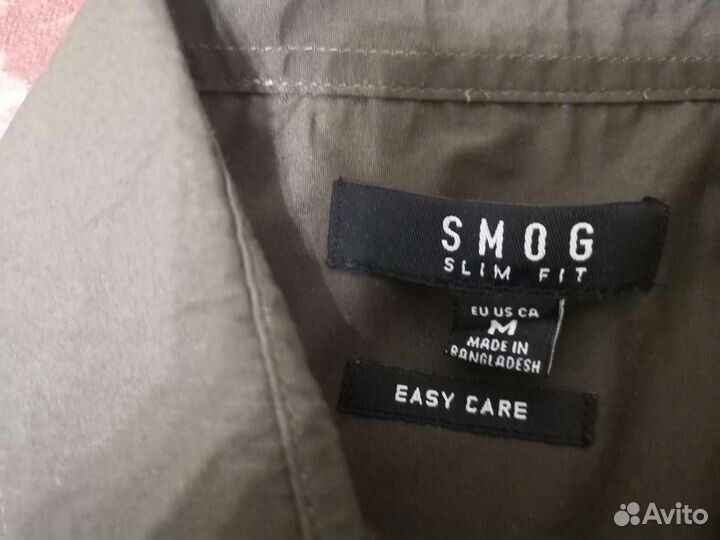 SMOG
SLIM FIT
EU US CA
M
MADE IN
BANGLADESH
EASY CARE
Avito